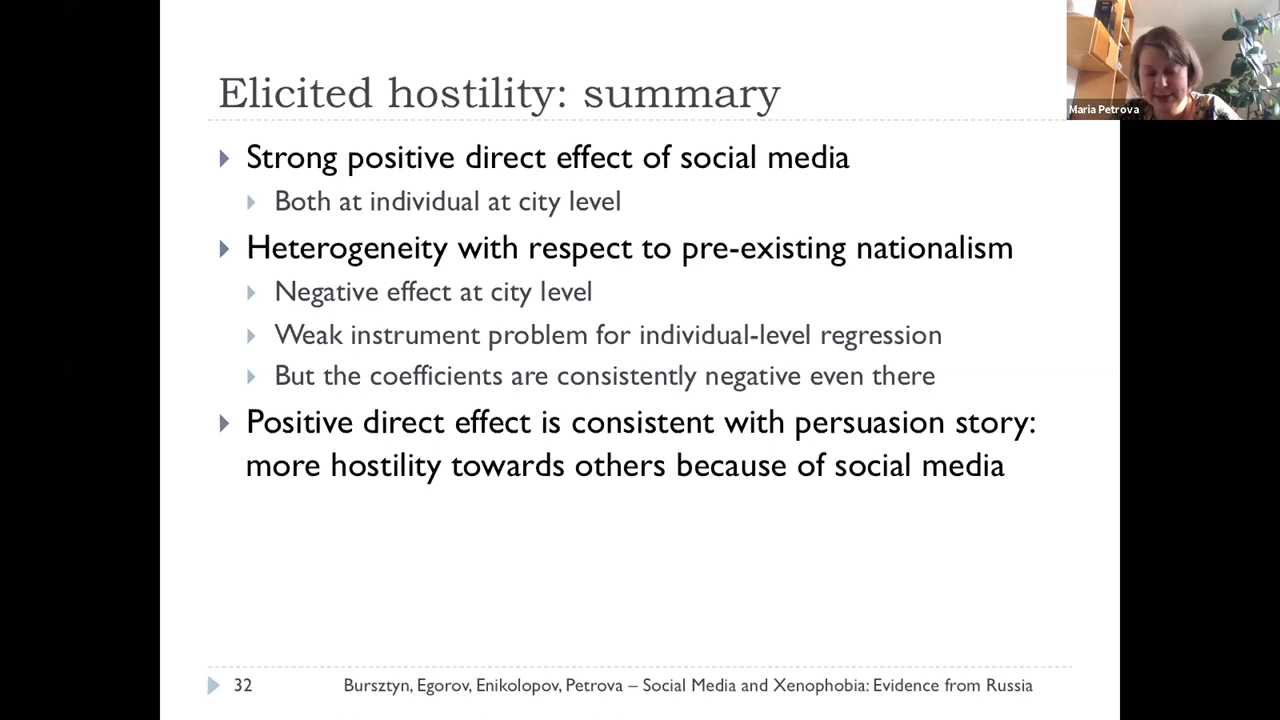 Elicited hostility: summary
Maria Petrova
Strong positive direct effect of social media
Both at individual at city level
Heterogeneity with respect to pre-existing nationalism
Negative effect at city level
Weak instrument problem for individual-level regression
But the coefficients are consistently negative even there
Positive direct effect is consistent with persuasion story:
more hostility towards others because of social media
32
Bursztyn, Egorov, Enikolopov, Petrova – Social Media and Xenophobia: Evidence from Russia